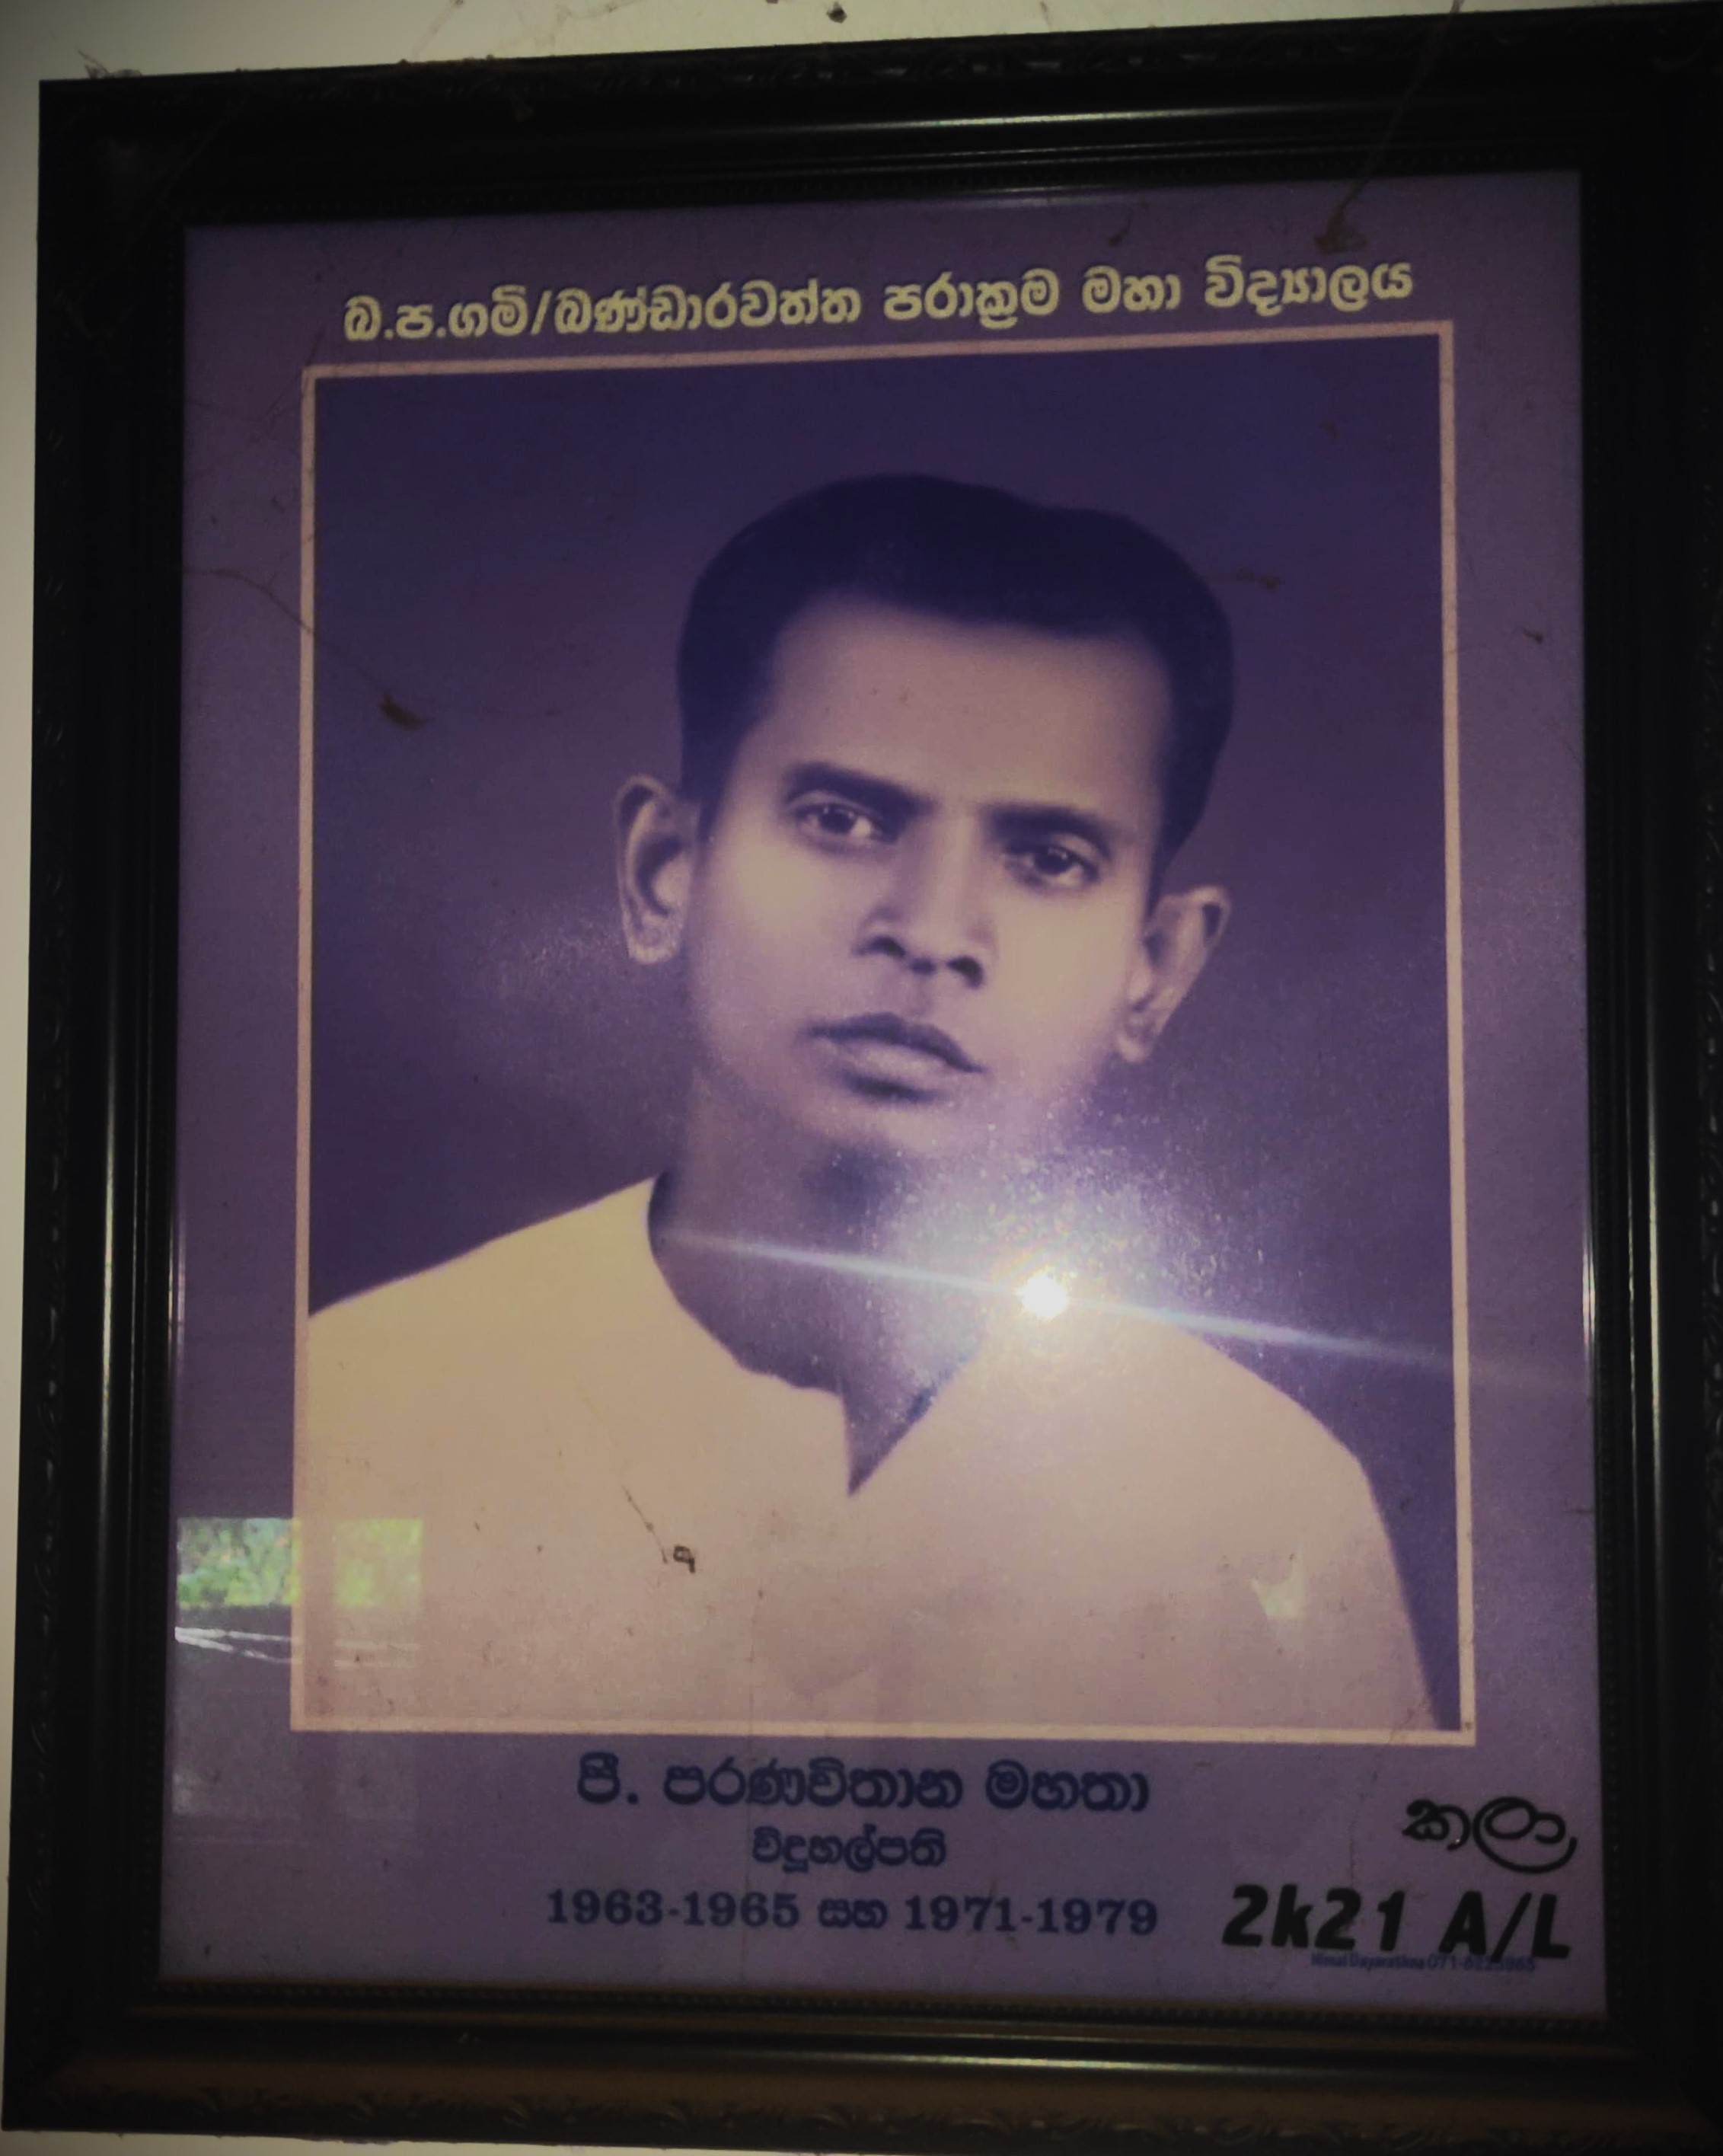 බ.ප.ගම්/බණ්ඩාරවත්ත පරාක්‍රම මහා විද්‍යාලය
පී. පරණවිතාන මහතා
විදුහල්පති
1963-1965 සහ 1971-1979
කලා
2k21 A/L